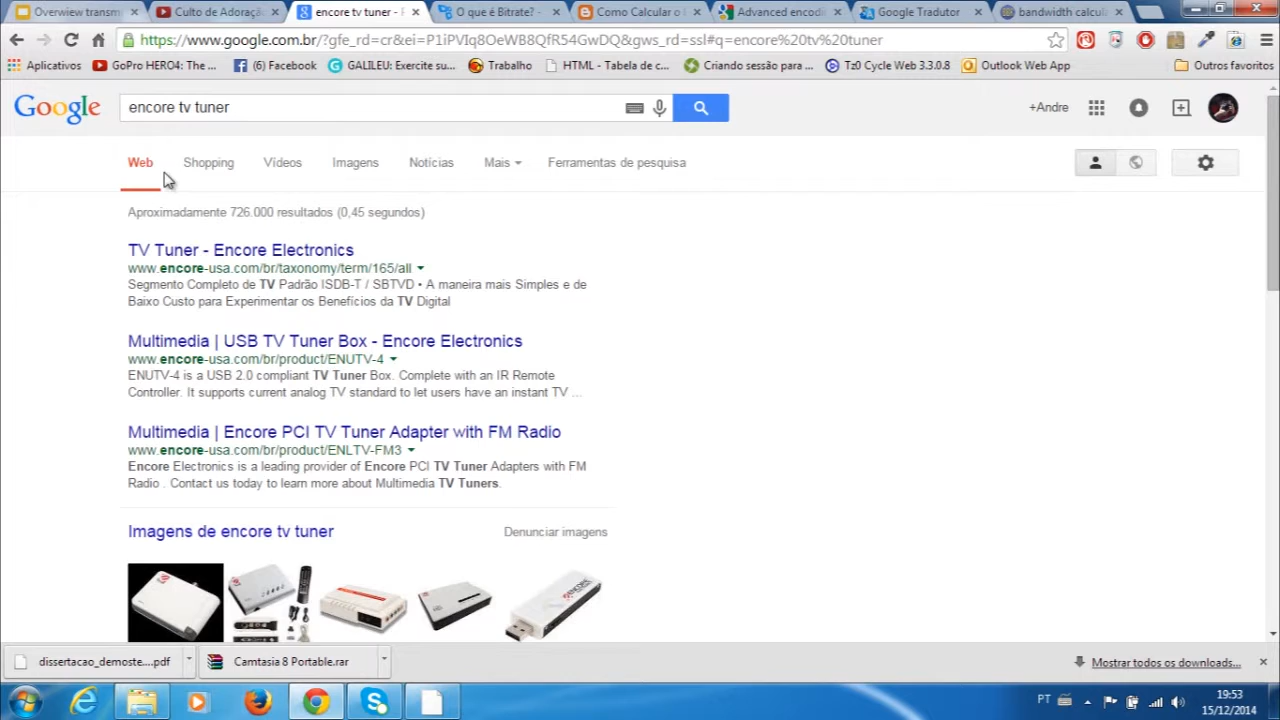 Overwiew transm
Culto de Adoraçã
encore tv tuner -
O que é Bitrate? -
Como Calcular o
Advanced encodi
Google Tradutor
bandwidth calcul
https://www.google.com.br/?gfe_rd=cr&ei=P1iPVIq8OeWB8QfR54GwDQ&gws_rd=ssl#q=encore%20tv%20tuner
Aplicativos
GoPro HERO4: The ...
(6) Facebook
GALILEU: Exercite su...
Trabalho
HTML - Tabela de c...
Criando sessão para ...
Tz0 Cycle Web 3.3.0.8
Outlook Web App
Outros favoritos
Google
encore tv tuner
+Andre
Web
Shopping
Vídeos
Imagens
Notícias
Mais
Ferramentas de pesquisa
Aproximadamente 726.000 resultados (0,45 segundos)
TV Tuner - Encore Electronics
www.encore-usa.com/br/taxonomy/term/165/all
Segmento Completo de TV Padrão ISDB-T / SBTVD • A maneira mais Simples e de
Baixo Custo para Experimentar os Benefícios da TV Digital
Multimedia | USB TV Tuner Box - Encore Electronics
www.encore-usa.com/br/product/ENUTV-4
ENUTV-4 is a USB 2.0 compliant TV Tuner Box. Complete with an IR Remote
Controller. It supports current analog TV standard to let users have an instant TV ...
Multimedia | Encore PCI TV Tuner Adapter with FM Radio
www.encore-usa.com/br/product/ENLTV-FM3
Encore Electronics is a leading provider of Encore PCI TV Tuner Adapters with FM
Radio . Contact us today to learn more about Multimedia TV Tuners.
Imagens de encore tv tuner
Denunciar imagens
dissertacao_demoste....pdf
Camtasia 8 Portable.rar
Mostrar todos os downloads...
PT
19:53
15/12/2014